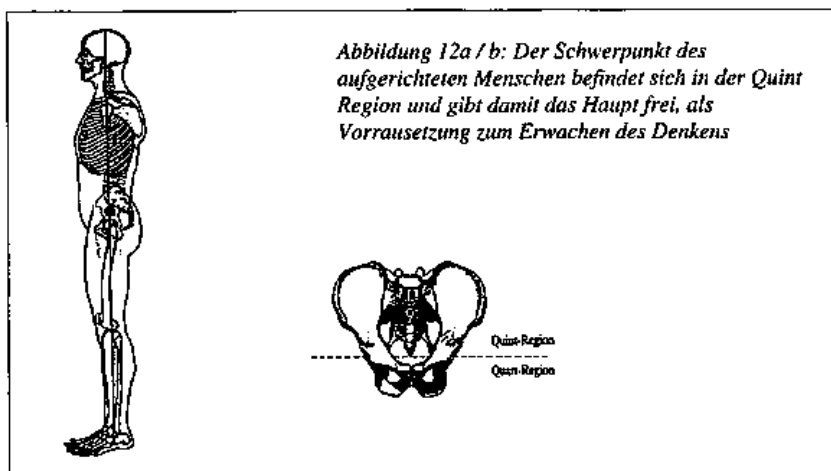 Abbildung 12a / b: Der Schwerpunkt des
aufgerichteten Menschen befindet sich in der Quint
Region und gibt damit das Haupt frei, als
Vorrausetzung zum Erwachen des Denkens
Quint-Region
Quart-Region